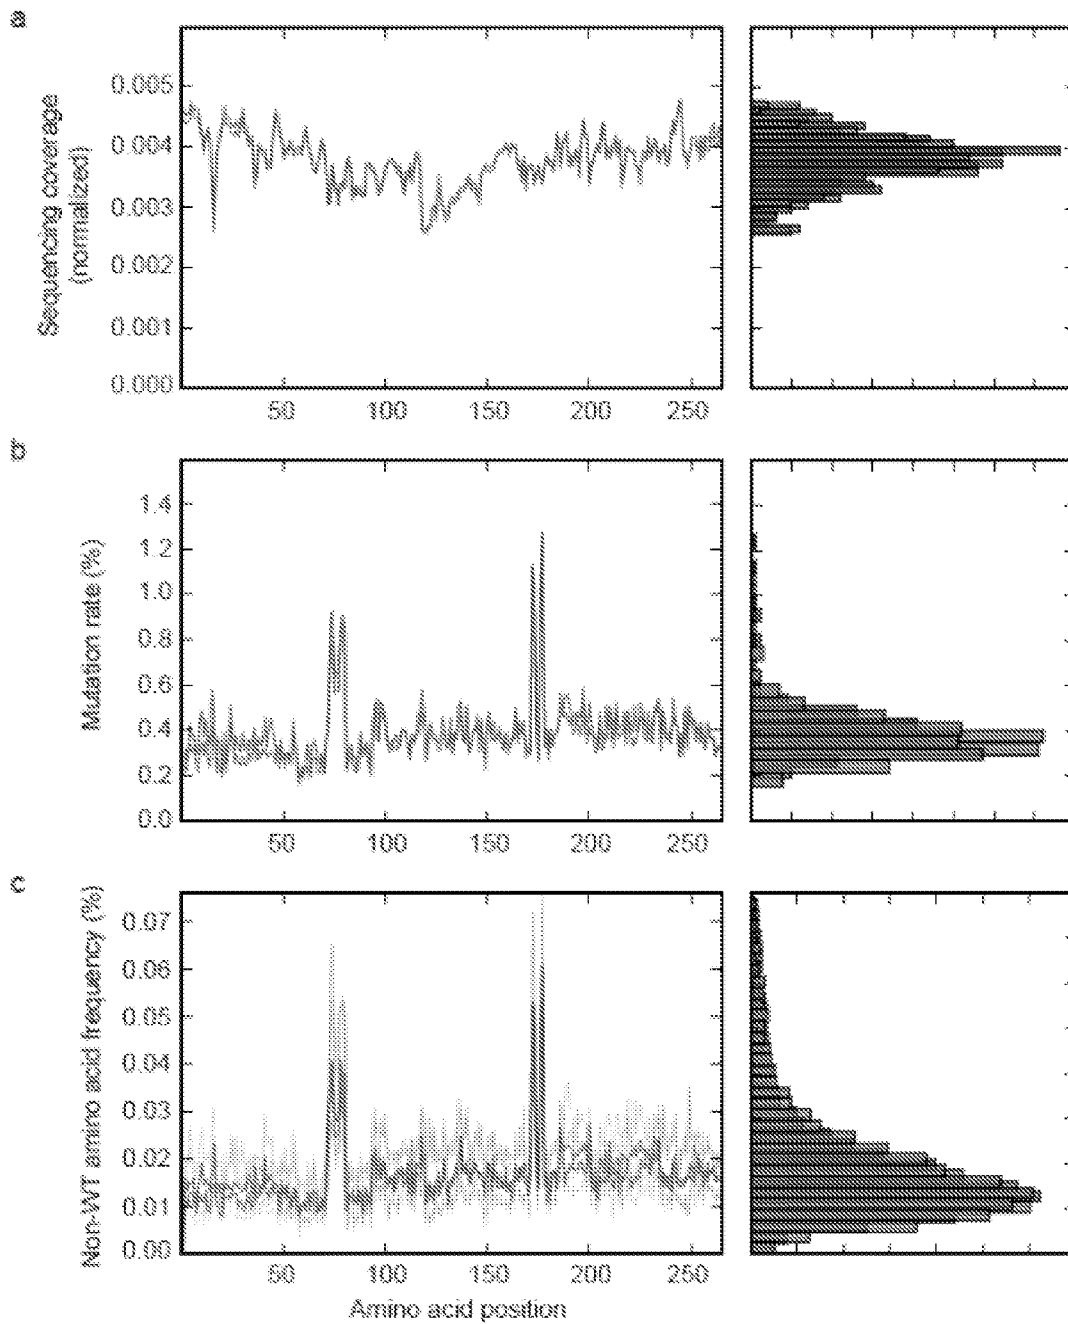 a
Sequencing coverage
(normalized)
0.005
0.004
0.003
0.002
0.001
0.000
50 100 150 200 250
b
Mutation rate (%)
1.4
1.2
1.0
0.8
0.6
0.4
0.2
0.0
50 100 150 200 250
c
Non-WT amino acid frequency (%)
0.07
0.06
0.05
0.04
0.03
0.02
0.01
0.00
50 100 150 200 250
Amino acid position